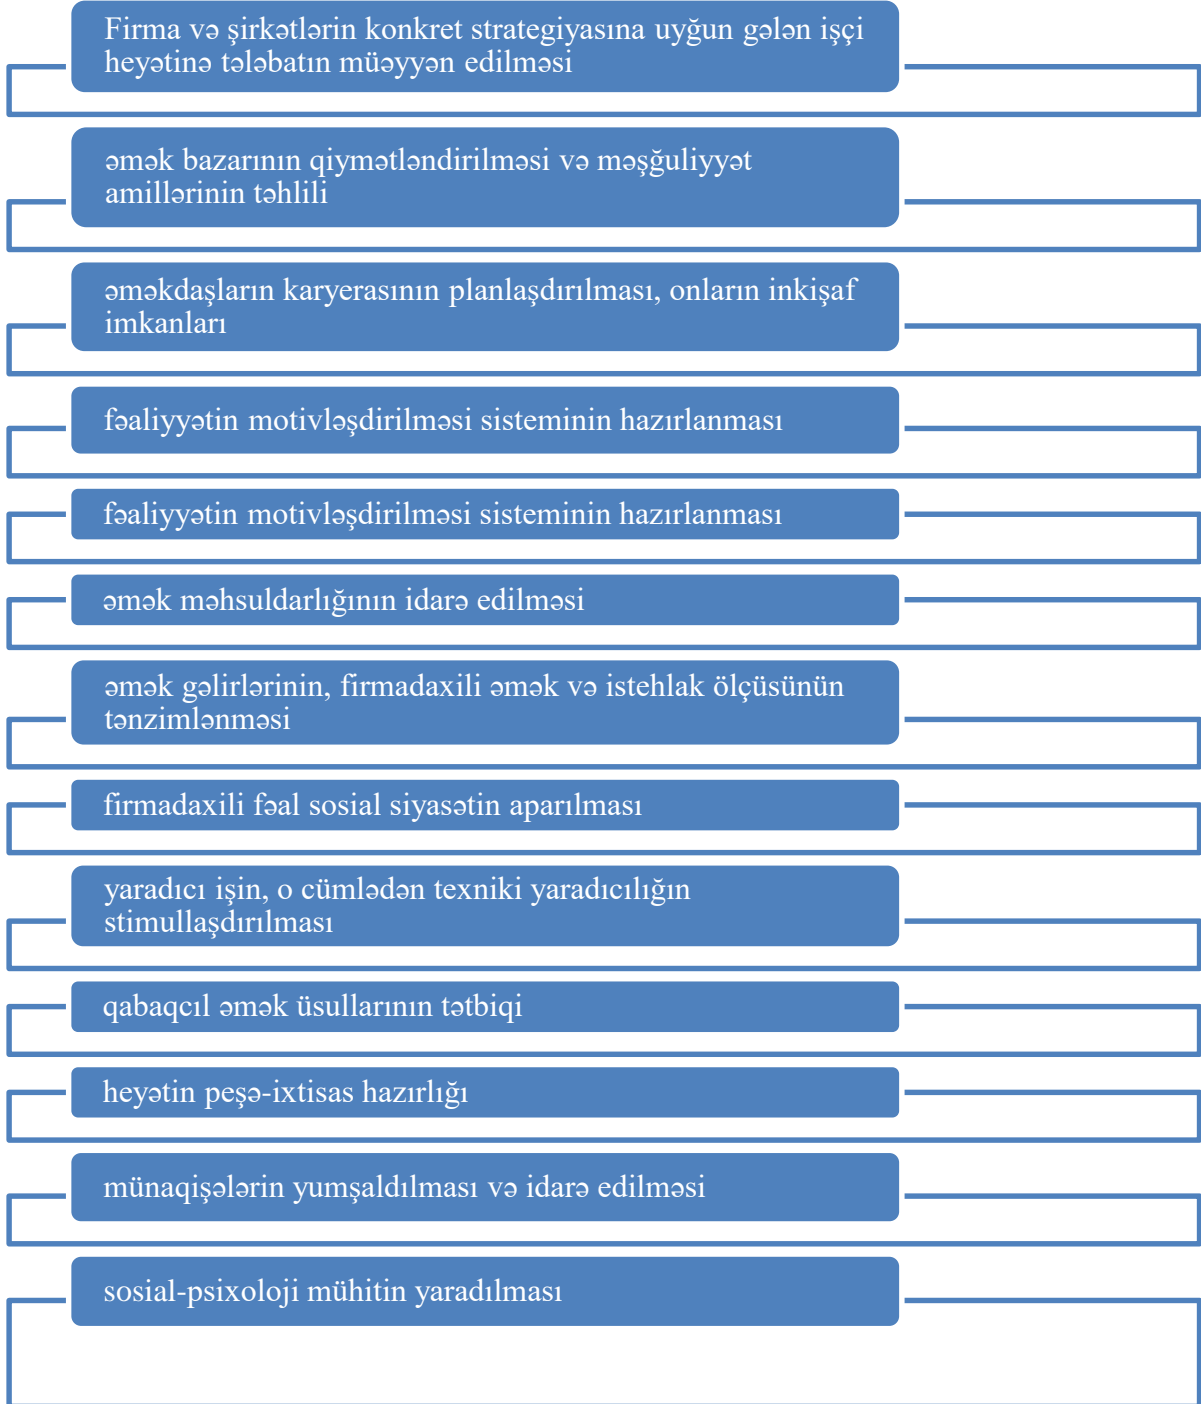 Firma və şirkətlərin konkret strategiyasına uyğun gələn işçi
heyətinə tələbatın müəyyən edilməsi
əmək bazarının qiymətləndirilməsi və məşğuliyyət
amillərinin təhlili
əməkdaşların karyerasının planlaşdırılması, onların inkişaf
imkanları
fəaliyyətin motivləşdirilməsi sisteminin hazırlanması
fəaliyyətin motivləşdirilməsi sisteminin hazırlanması
əmək məhsuldarlığının idarə edilməsi
əmək gəlirlərinin, firmadaxili əmək və istehlak ölçüsünün
tənzimlənməsi
firmadaxili fəal sosial siyasətin aparılması
yaradıcı işin, o cümlədən texniki yaradıcılığın
stimullaşdırılması
qabaqcıl əmək üsullarının tətbiqi
heyətin peşə-ixtisas hazırlığı
münaqişələrin yumşaldılması və idarə edilməsi
sosial-psixoloji mühitin yaradılması